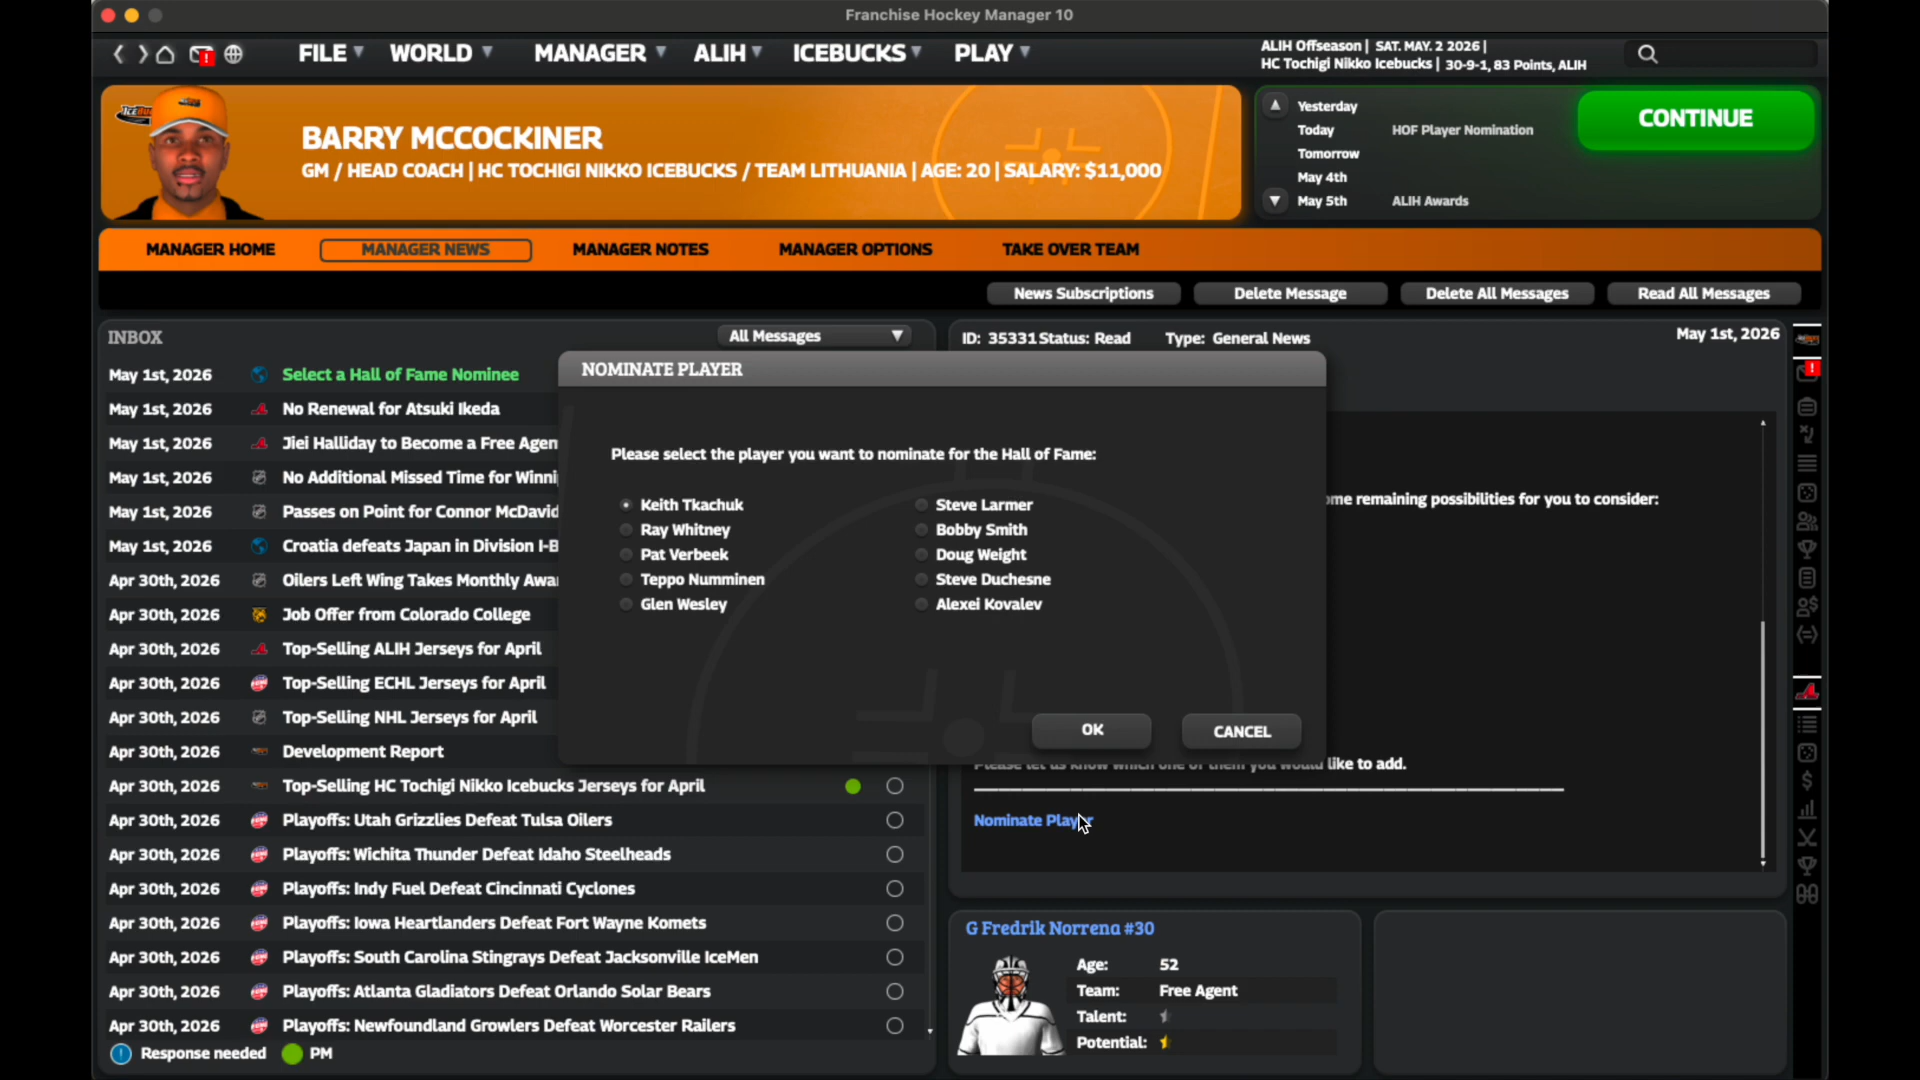 Franchise Hockey Manager 10
FILE
WORLD
MANAGER
ALIH
ICEBUCKS
PLAY
ALIH Offseason | SAT. MAY. 2 2026 |
HC Tochigi Nikko Icebucks | 30-9-1, 83 Points, ALIH
BARRY MCCOCKINER
GM / HEAD COACH | HC TOCHIGI NIKKO ICEBUCKS / TEAM LITHUANIA | AGE: 20 | SALARY: $11,000
Yesterday
Today HOF Player Nomination
Tomorrow
May 4th
May 5th ALIH Awards
CONTINUE
MANAGER HOME
MANAGER NEWS
MANAGER NOTES
MANAGER OPTIONS
TAKE OVER TEAM
News Subscriptions
Delete Message
Delete All Messages
Read All Messages
INBOX
All Messages
May 1st, 2026 Select a Hall of Fame Nominee
May 1st, 2026 No Renewal for Atsuki Ikeda
May 1st, 2026 Jiei Halliday to Become a Free Agen
May 1st, 2026 No Additional Missed Time for Winni
May 1st, 2026 Passes on Point for Connor McDavid
May 1st, 2026 Croatia defeats Japan in Division I-B
Apr 30th, 2026 Oilers Left Wing Takes Monthly Awa
Apr 30th, 2026 Job Offer from Colorado College
Apr 30th, 2026 Top-Selling ALIH Jerseys for April
Apr 30th, 2026 Top-Selling ECHL Jerseys for April
Apr 30th, 2026 Top-Selling NHL Jerseys for April
Apr 30th, 2026 Development Report
Apr 30th, 2026 Top-Selling HC Tochigi Nikko Icebucks Jerseys for April
Apr 30th, 2026 Playoffs: Utah Grizzlies Defeat Tulsa Oilers
Apr 30th, 2026 Playoffs: Wichita Thunder Defeat Idaho Steelheads
Apr 30th, 2026 Playoffs: Indy Fuel Defeat Cincinnati Cyclones
Apr 30th, 2026 Playoffs: Iowa Heartlanders Defeat Fort Wayne Komets
Apr 30th, 2026 Playoffs: South Carolina Stingrays Defeat Jacksonville IceMen
Apr 30th, 2026 Playoffs: Atlanta Gladiators Defeat Orlando Solar Bears
Apr 30th, 2026 Playoffs: Newfoundland Growlers Defeat Worcester Railers
Response needed
PM
ID: 35331 Status: Read Type: General News
May 1st, 2026
NOMINATE PLAYER
Please select the player you want to nominate for the Hall of Fame:
Keith Tkachuk
Ray Whitney
Pat Verbeek
Teppo Numminen
Glen Wesley
Steve Larmer
Bobby Smith
Doug Weight
Steve Duchesne
Alexei Kovalev
OK
CANCEL
me remaining possibilities for you to consider:
Please let us know which one of them you would like to add.
Nominate Player
G Fredrik Norrena #30
Age: 52
Team: Free Agent
Talent:
Potential: